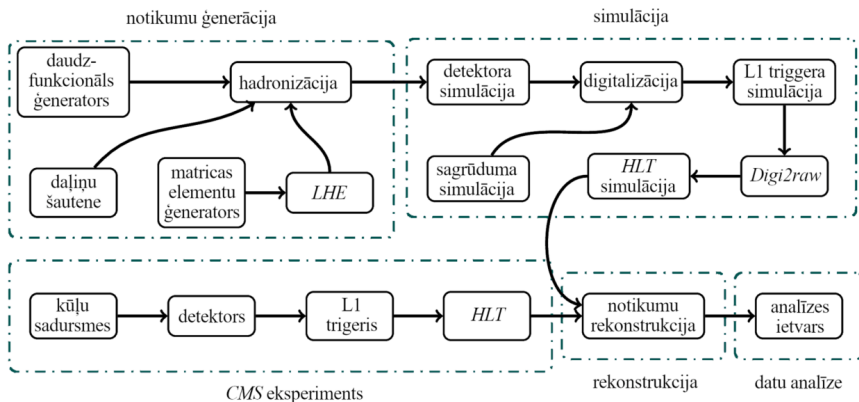 notikumu ģenerācija
simulācija
daudz-
funkcionāls
ģenerators
hadronizācija
detektora
simulācija
digitalizācija
L1 triggera
simulācija
daļiņu
šautene
matricas
elementu
ģenerators
LHE
sagrūduma
simulācija
HLT
simulācija
Digi2raw
kūļu
sadursmes
detektors
L1
trigeris
HLT
notikumu
rekonstrukcija
analīzes
ietvars
CMS eksperiments
rekonstrukcija
datu analīze